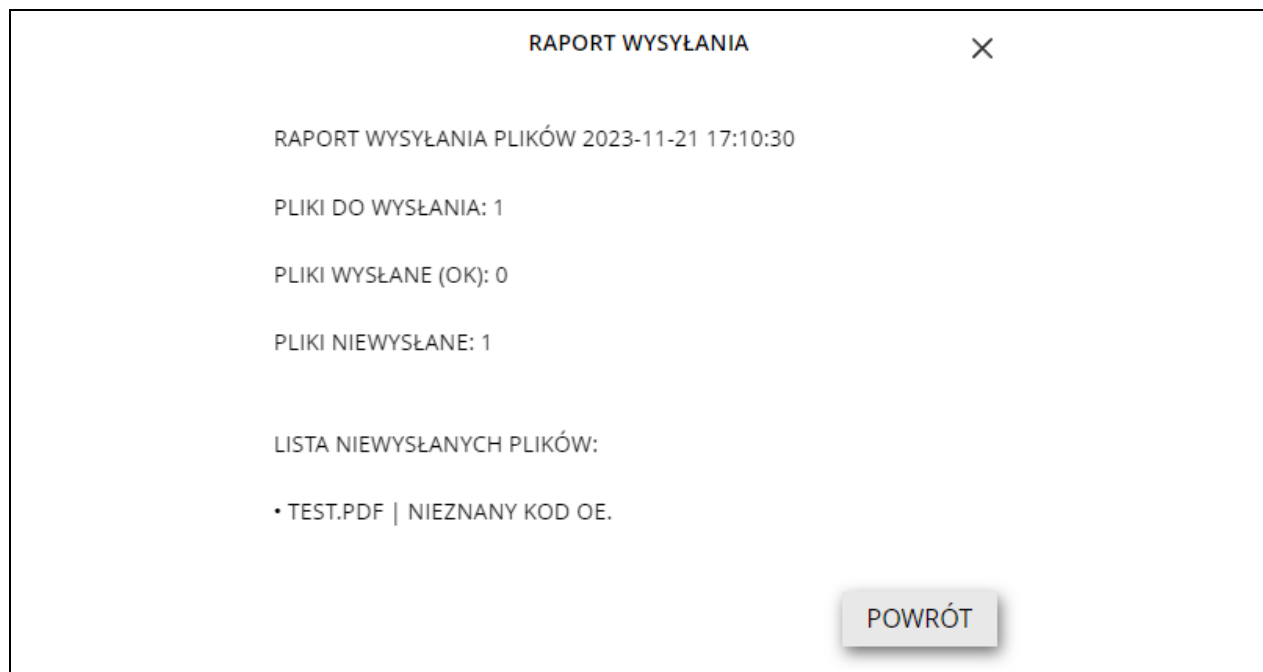 RAPORT WYSYŁANIA
RAPORT WYSYŁANIA PLIKÓW 2023-11-21 17:10:30
PLIKI DO WYSŁANIA: 1
PLIKI WYSŁANE (OK): 0
PLIKI NIEWYSŁANE: 1
LISTA NIEWYSŁANYCH PLIKÓW:
• TEST.PDF | NIEZNANY KOD OE.
POWRÓT